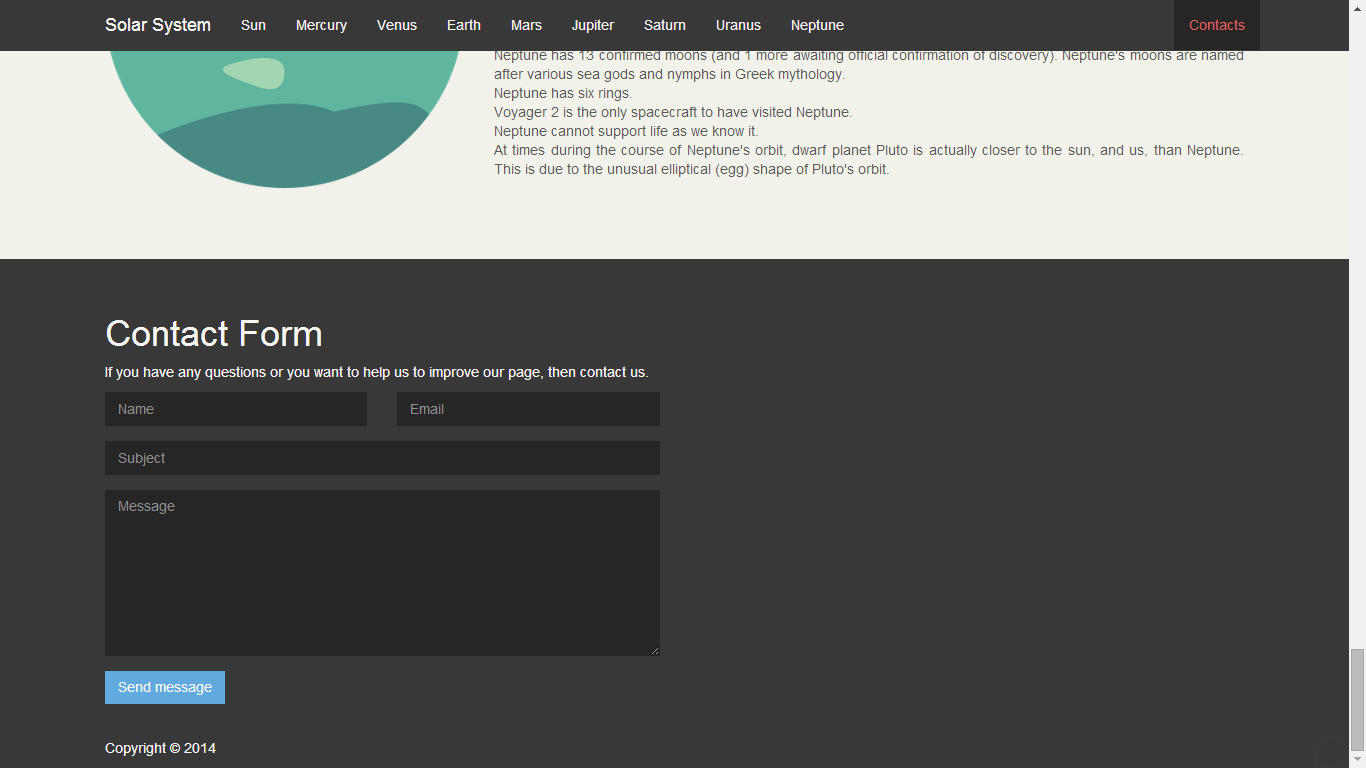 Solar System Sun Mercury Venus Earth Mars Jupiter Saturn Uranus Neptune Contacts
Neptune has 13 confirmed moons (and 1 more awaiting official confirmation of discovery). Neptune's moons are named
after various sea gods and nymphs in Greek mythology.
Neptune has six rings.
Voyager 2 is the only spacecraft to have visited Neptune.
Neptune cannot support life as we know it.
At times during the course of Neptune's orbit, dwarf planet Pluto is actually closer to the sun, and us, than Neptune.
This is due to the unusual elliptical (egg) shape of Pluto's orbit.
Contact Form
If you have any questions or you want to help us to improve our page, then contact us.
Name Email
Subject
Message
Send message
Copyright © 2014